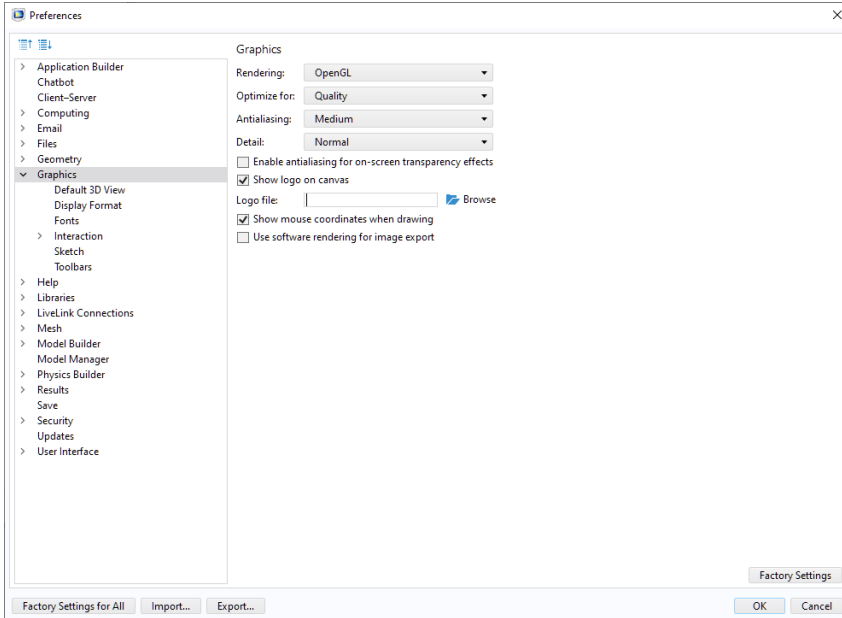 Preferences
Application Builder
Chatbot
Client–Server
Computing
Email
Files
Geometry
Graphics
Default 3D View
Display Format
Fonts
Interaction
Sketch
Toolbars
Help
Libraries
LiveLink Connections
Mesh
Model Builder
Model Manager
Physics Builder
Results
Save
Security
Updates
User Interface
Graphics
Rendering: OpenGL
Optimize for: Quality
Antialiasing: Medium
Detail: Normal
Enable antialiasing for on-screen transparency effects
Show logo on canvas
Logo file: Browse
Show mouse coordinates when drawing
Use software rendering for image export
Factory Settings
Factory Settings for All Import... Export... OK Cancel